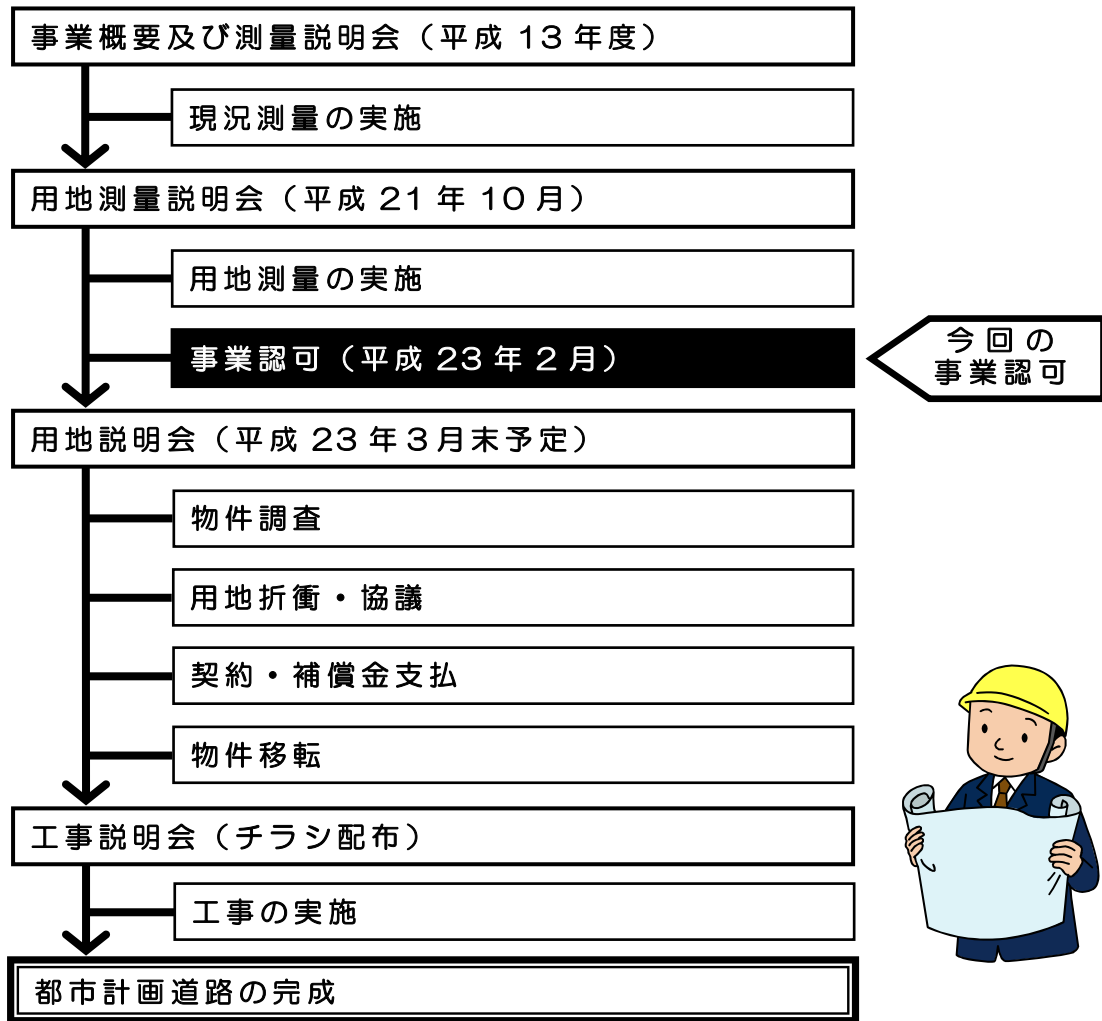 事業概要及び測量説明会（平成 13 年度）
現況測量の実施
用地測量説明会（平成 21 年 10 月）
用地測量の実施
事業認可（平成 23 年 2 月）
今回の
事業認可
用地説明会（平成 23 年 3 月末予定）
物件調査
用地折衝・協議
契約・補償金支払
物件移転
工事説明会（チラシ配布）
工事の実施
都市計画道路の完成